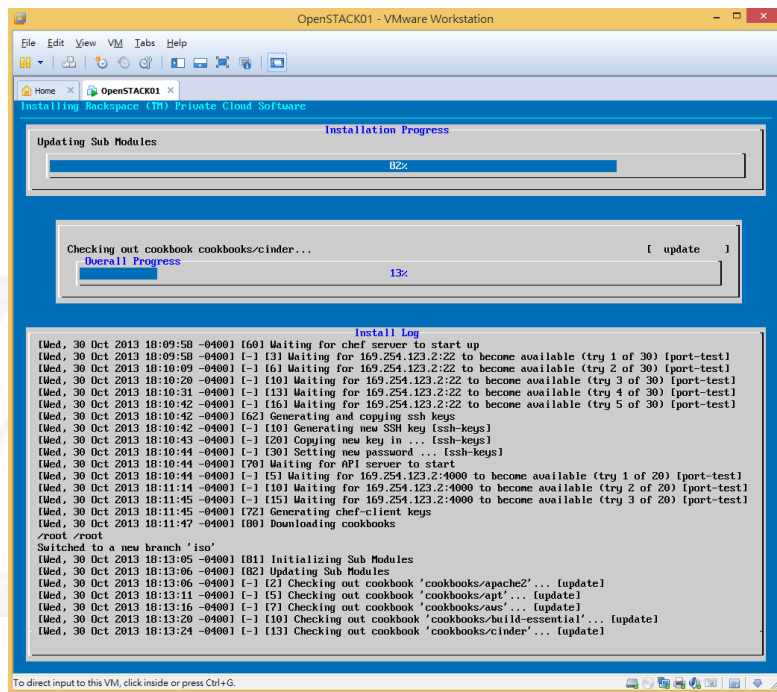 OpenSTACK01 - VMware Workstation
File Edit View VM Tabs Help
Home OpenSTACK01
Installing Rackspace (TM) Private Cloud Software
Installation Progress
Updating Sub Modules
82%
Checking out cookbook cookbooks/cinder... [ update ]
Overall Progress
13%
Install Log
[Wed, 30 Oct 2013 18:09:58 -0400] [60] Waiting for chef server to start up
[Wed, 30 Oct 2013 18:09:58 -0400] [-] [3] Waiting for 169.254.123.2:22 to become available (try 1 of 30) [port-test]
[Wed, 30 Oct 2013 18:10:09 -0400] [-] [6] Waiting for 169.254.123.2:22 to become available (try 2 of 30) [port-test]
[Wed, 30 Oct 2013 18:10:20 -0400] [-] [10] Waiting for 169.254.123.2:22 to become available (try 3 of 30) [port-test]
[Wed, 30 Oct 2013 18:10:31 -0400] [-] [13] Waiting for 169.254.123.2:22 to become available (try 4 of 30) [port-test]
[Wed, 30 Oct 2013 18:10:42 -0400] [-] [16] Waiting for 169.254.123.2:22 to become available (try 5 of 30) [port-test]
[Wed, 30 Oct 2013 18:10:42 -0400] [62] Generating and copying ssh keys
[Wed, 30 Oct 2013 18:10:42 -0400] [-] [10] Generating new SSH key [ssh-keys]
[Wed, 30 Oct 2013 18:10:43 -0400] [-] [20] Copying new key in ... [ssh-keys]
[Wed, 30 Oct 2013 18:10:44 -0400] [-] [30] Setting new password ... [ssh-keys]
[Wed, 30 Oct 2013 18:10:44 -0400] [70] Waiting for API server to start
[Wed, 30 Oct 2013 18:10:44 -0400] [-] [5] Waiting for 169.254.123.2:4000 to become available (try 1 of 20) [port-test]
[Wed, 30 Oct 2013 18:11:14 -0400] [-] [10] Waiting for 169.254.123.2:4000 to become available (try 2 of 20) [port-test]
[Wed, 30 Oct 2013 18:11:45 -0400] [-] [15] Waiting for 169.254.123.2:4000 to become available (try 3 of 20) [port-test]
[Wed, 30 Oct 2013 18:11:45 -0400] [72] Generating chef-client keys
[Wed, 30 Oct 2013 18:11:47 -0400] [80] Downloading cookbooks
/root /root
Switched to a new branch 'iso'
[Wed, 30 Oct 2013 18:13:05 -0400] [81] Initializing Sub Modules
[Wed, 30 Oct 2013 18:13:06 -0400] [82] Updating Sub Modules
[Wed, 30 Oct 2013 18:13:06 -0400] [-] [2] Checking out cookbook 'cookbooks/apache2'... [update]
[Wed, 30 Oct 2013 18:13:11 -0400] [-] [5] Checking out cookbook 'cookbooks/apt'... [update]
[Wed, 30 Oct 2013 18:13:16 -0400] [-] [7] Checking out cookbook 'cookbooks/aws'... [update]
[Wed, 30 Oct 2013 18:13:20 -0400] [-] [10] Checking out cookbook 'cookbooks/build-essential'... [update]
[Wed, 30 Oct 2013 18:13:24 -0400] [-] [13] Checking out cookbook 'cookbooks/cinder'... [update]
To direct input to this VM, click inside or press Ctrl+G.